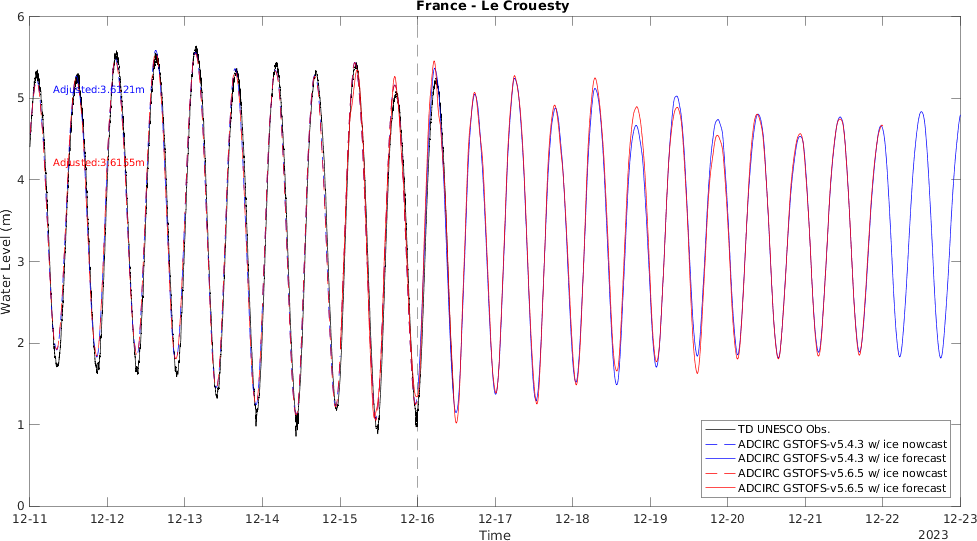 France - Le Crouesty
6
5
4
3
2
1
0
Water Level (m)
Adjusted:3.6121m
Adjusted:3.6165m
TD UNESCO Obs.
ADCIRC GSTOFS-v5.4.3 w/ ice nowcast
ADCIRC GSTOFS-v5.4.3 w/ ice forecast
ADCIRC GSTOFS-v5.6.5 w/ ice nowcast
ADCIRC GSTOFS-v5.6.5 w/ ice forecast
12-11 12-12 12-13 12-14 12-15 12-16 12-17 12-18 12-19 12-20 12-21 12-22 12-23
Time
2023